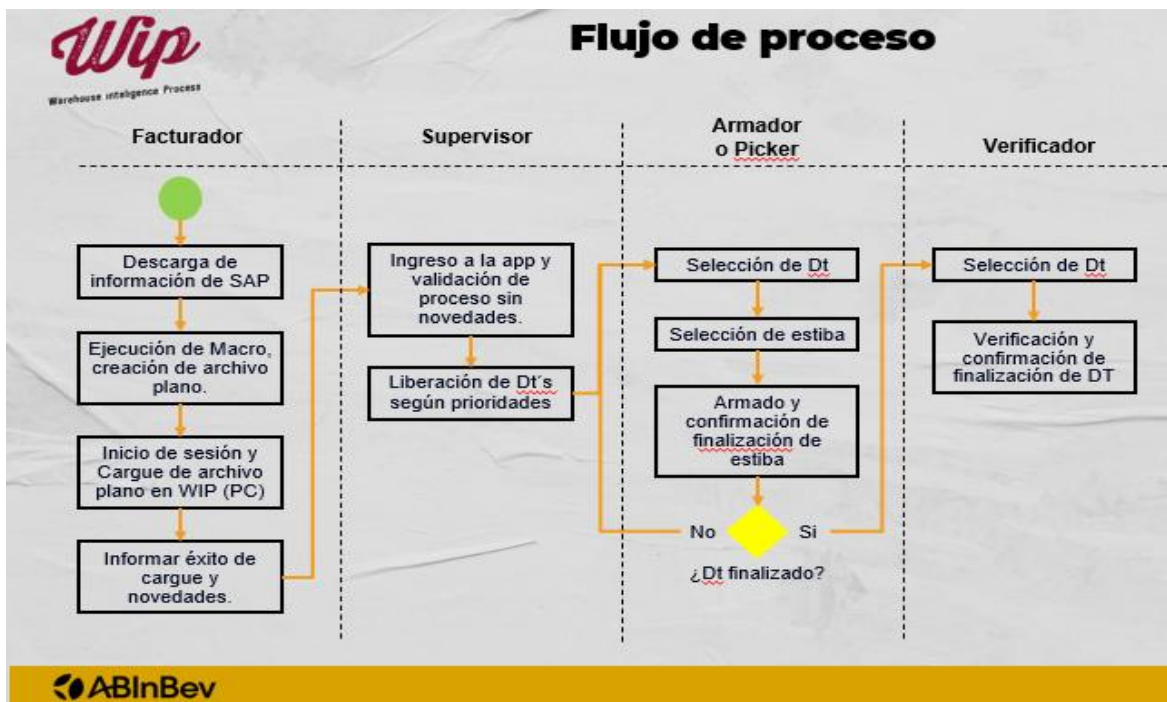 Wip
Warehouse inteligence Process
Flujo de proceso
Facturador
Supervisor
Armador
o Picker
Verificador
Descarga de
información de SAP
Ejecución de Macro,
creación de archivo
plano.
Inicio de sesión y
Cargue de archivo
plano en WIP (PC)
Informar éxito de
cargue y
novedades.
Ingreso a la app y
validación de
proceso sin
novedades.
Liberación de Dt´s
según prioridades
Selección de Dt
Selección de estiba
Armado y
confirmación de
finalización de
estiba
No
Si
¿Dt finalizado?
Selección de Dt
Verificación y
confirmación de
finalización de DT
ABInBev